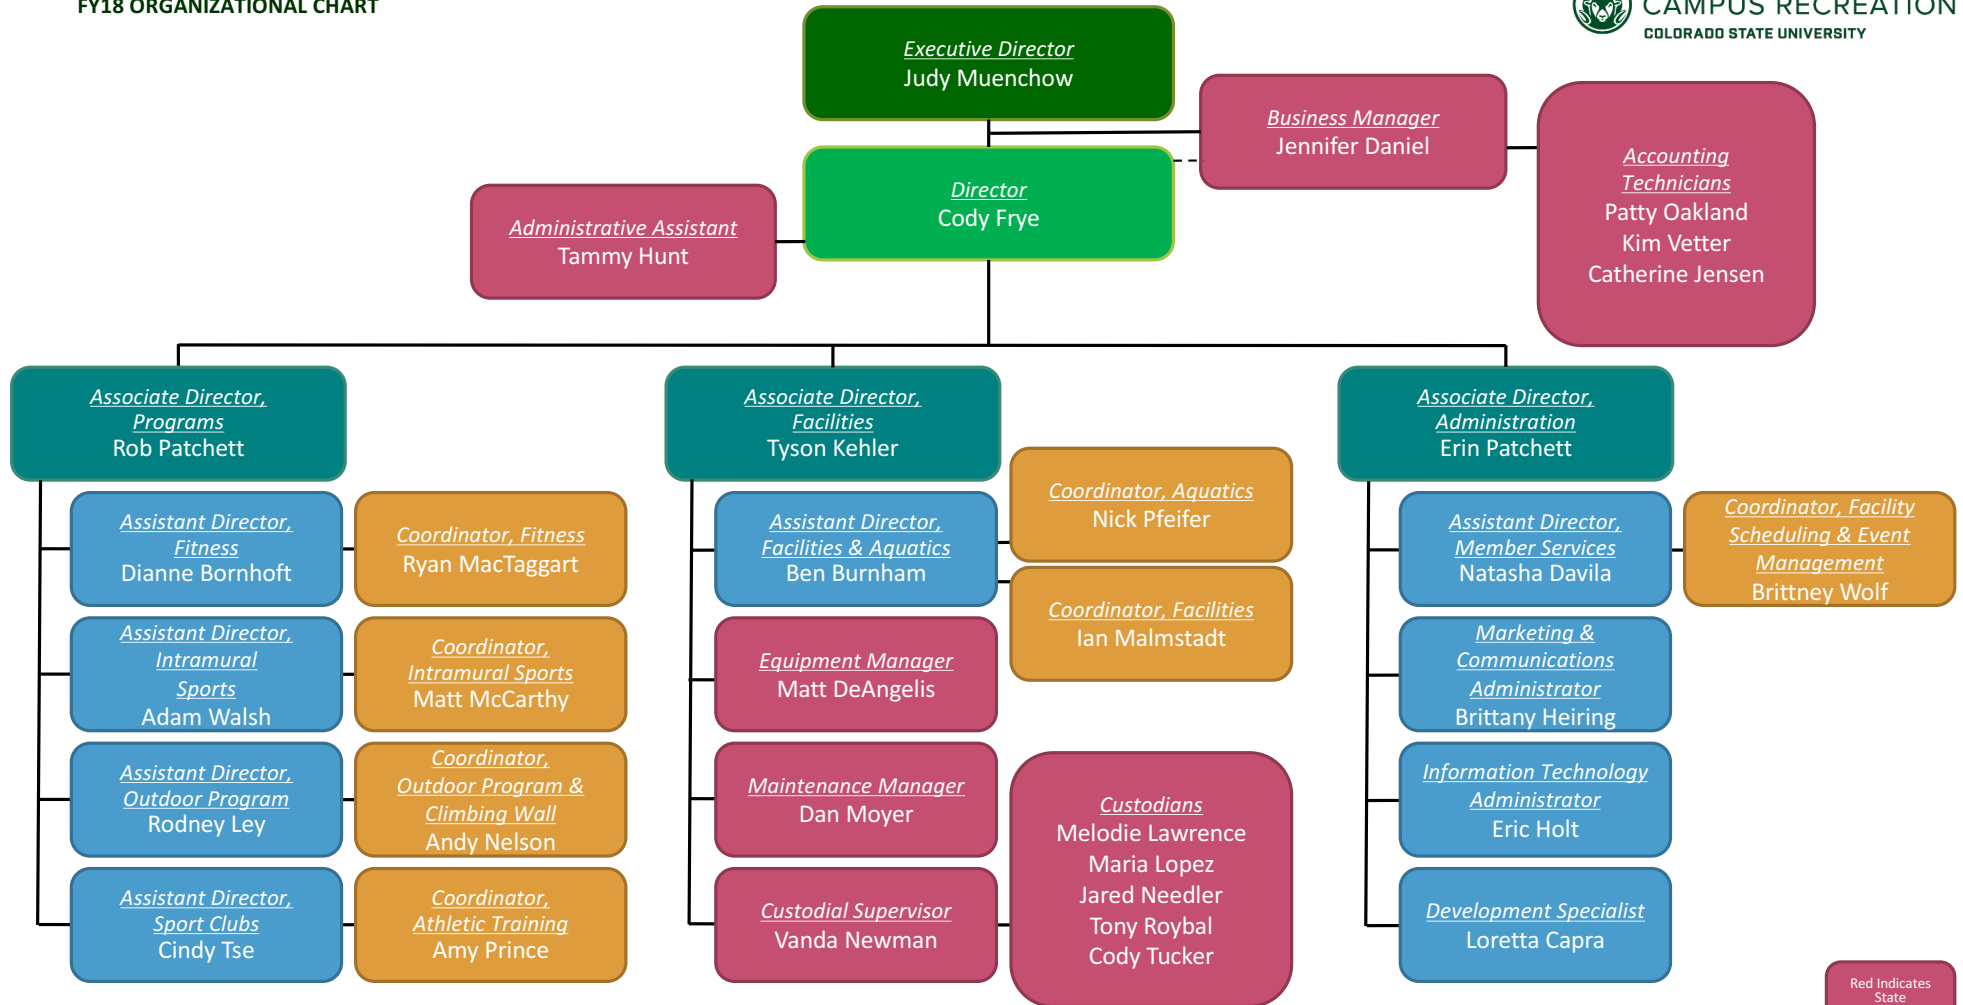 FY18 ORGANIZATIONAL CHART
CAMPUS RECREATION
COLORADO STATE UNIVERSITY
Executive Director
Judy Muenchow
Business Manager
Jennifer Daniel
Accounting
Technicians
Patty Oakland
Kim Vetter
Catherine Jensen
Director
Cody Frye
Administrative Assistant
Tammy Hunt
Associate Director,
Programs
Rob Patchett
Associate Director,
Facilities
Tyson Kehler
Associate Director,
Administration
Erin Patchett
Assistant Director,
Fitness
Dianne Bornhoft
Coordinator, Fitness
Ryan MacTaggart
Assistant Director,
Intramural
Sports
Adam Walsh
Coordinator,
Intramural Sports
Matt McCarthy
Assistant Director,
Outdoor Program
Rodney Ley
Coordinator,
Outdoor Program &
Climbing Wall
Andy Nelson
Assistant Director,
Sport Clubs
Cindy Tse
Coordinator,
Athletic Training
Amy Prince
Assistant Director,
Facilities & Aquatics
Ben Burnham
Coordinator, Aquatics
Nick Pfeifer
Coordinator, Facilities
Ian Malmstadt
Equipment Manager
Matt DeAngelis
Maintenance Manager
Dan Moyer
Custodial Supervisor
Vanda Newman
Custodians
Melodie Lawrence
Maria Lopez
Jared Needler
Tony Roybal
Cody Tucker
Assistant Director,
Member Services
Natasha Davila
Coordinator, Facility
Scheduling & Event
Management
Brittney Wolf
Marketing &
Communications
Administrator
Brittany Heiring
Information Technology
Administrator
Eric Holt
Development Specialist
Loretta Capra
Red Indicates
State